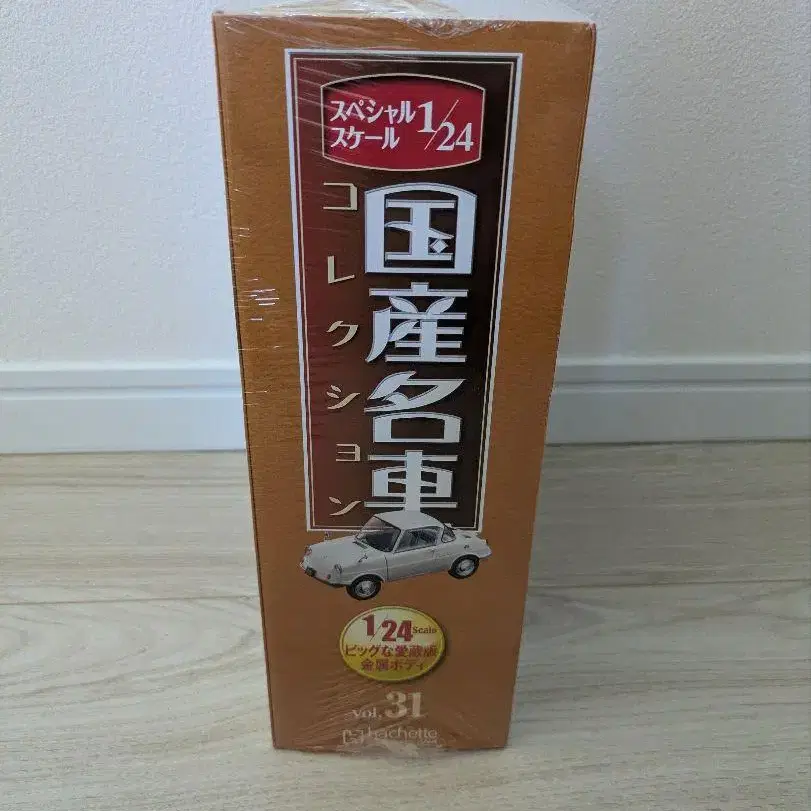 スペシャル
スケール 1/24
国産名車
コレクション
1/24 Scale
ビッグな愛蔵版
金属ボディ
vol.31
hachette